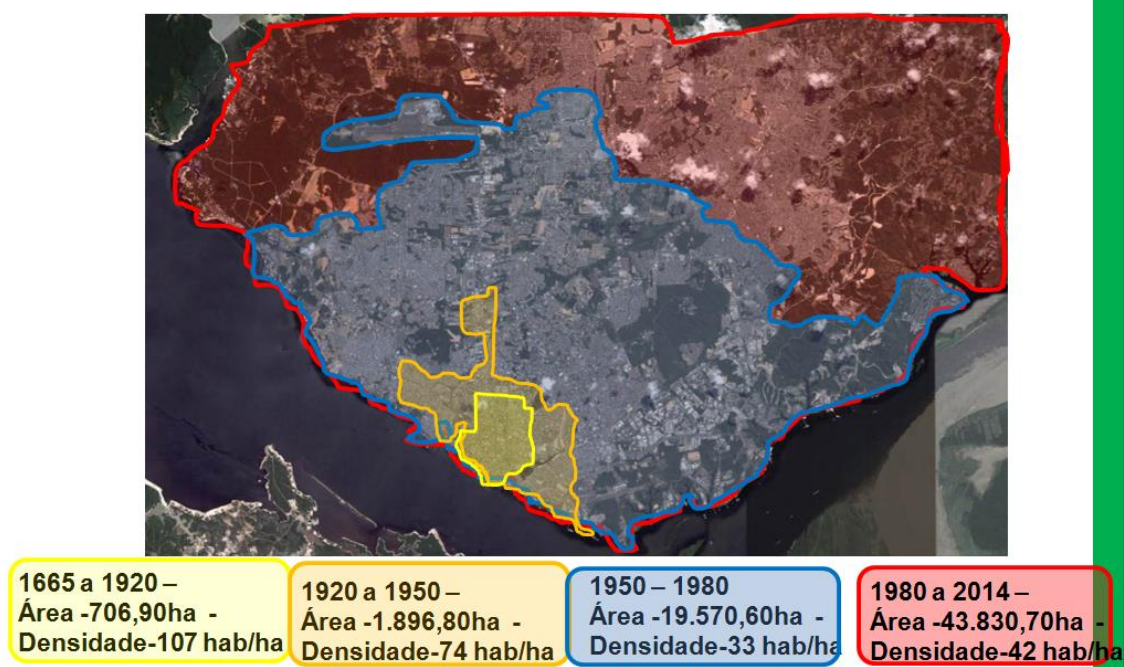 1665 a 1920 –
Área -706,90ha -
Densidade-107 hab/ha
1920 a 1950 –
Área -1.896,80ha -
Densidade-74 hab/ha
1950 – 1980
Área -19.570,60ha -
Densidade-33 hab/ha
1980 a 2014 –
Área -43.830,70ha -
Densidade-42 hab/ha